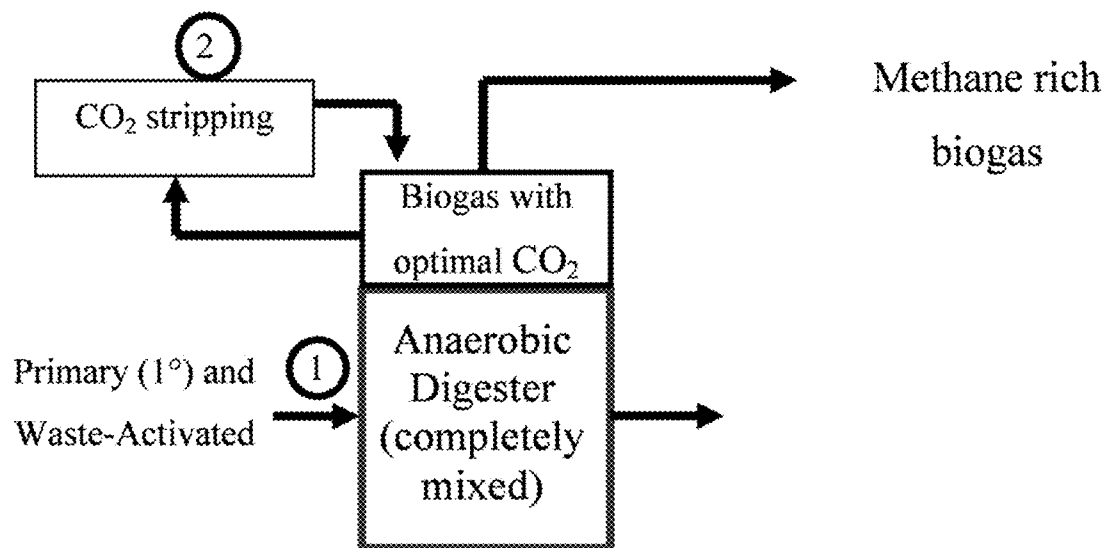 2
CO₂ stripping
Methane rich
biogas
Biogas with
optimal CO₂
Primary (1°) and
Waste-Activated
1
Anaerobic
Digester
(completely
mixed)